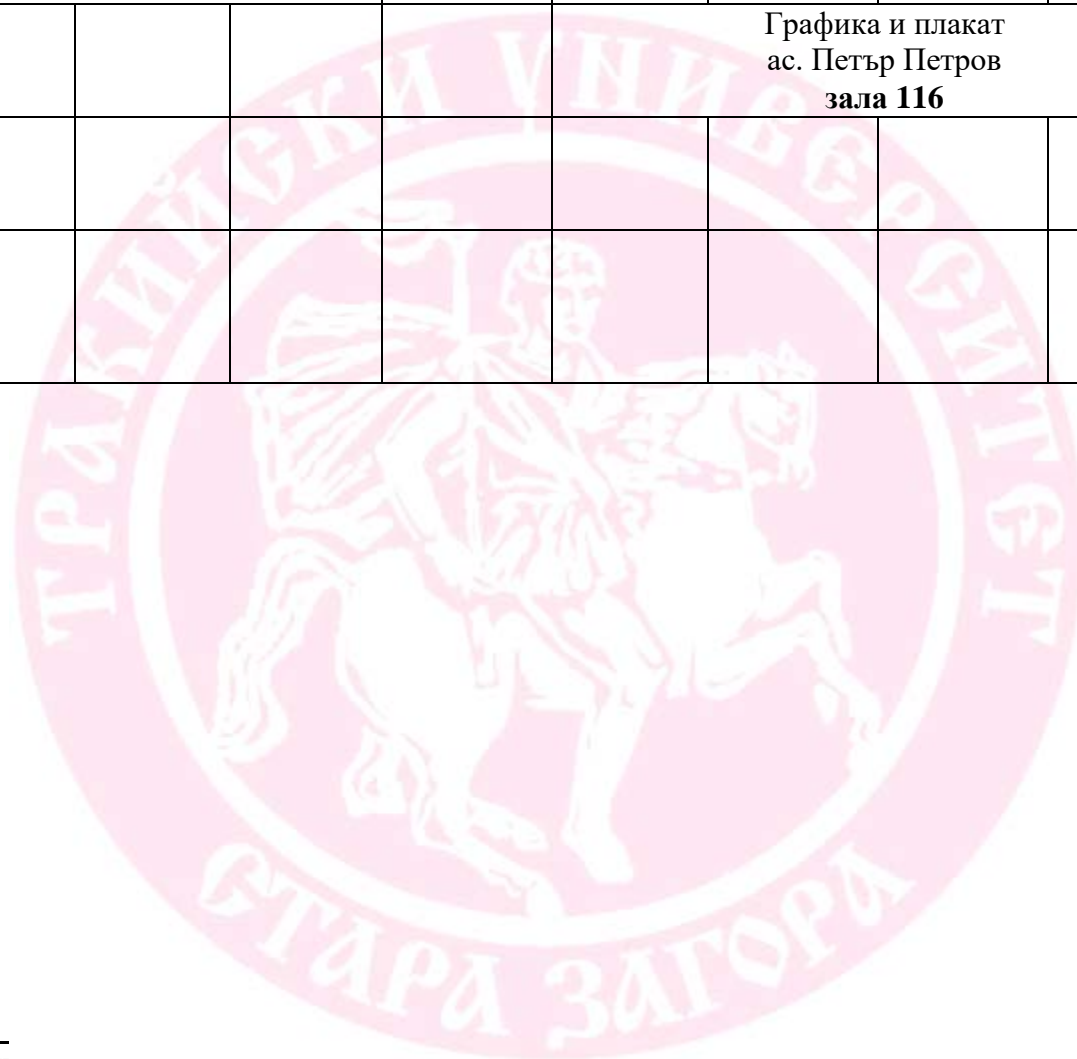 Графика и плакат
ас. Петър Петров
зала 116
ТРАКИЙСКИ УНИВЕРСИТЕТ
СТАРА ЗАГОРА